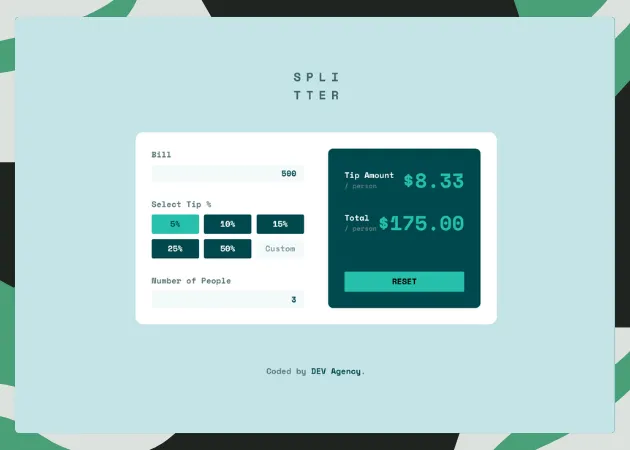 SPLI
TTER
Bill
500
Select Tip %
5% 10% 15%
25% 50% Custom
Number of People
3
Tip Amount
/ person
$8.33
Total
/ person
$175.00
RESET
Coded by DEV Agency.